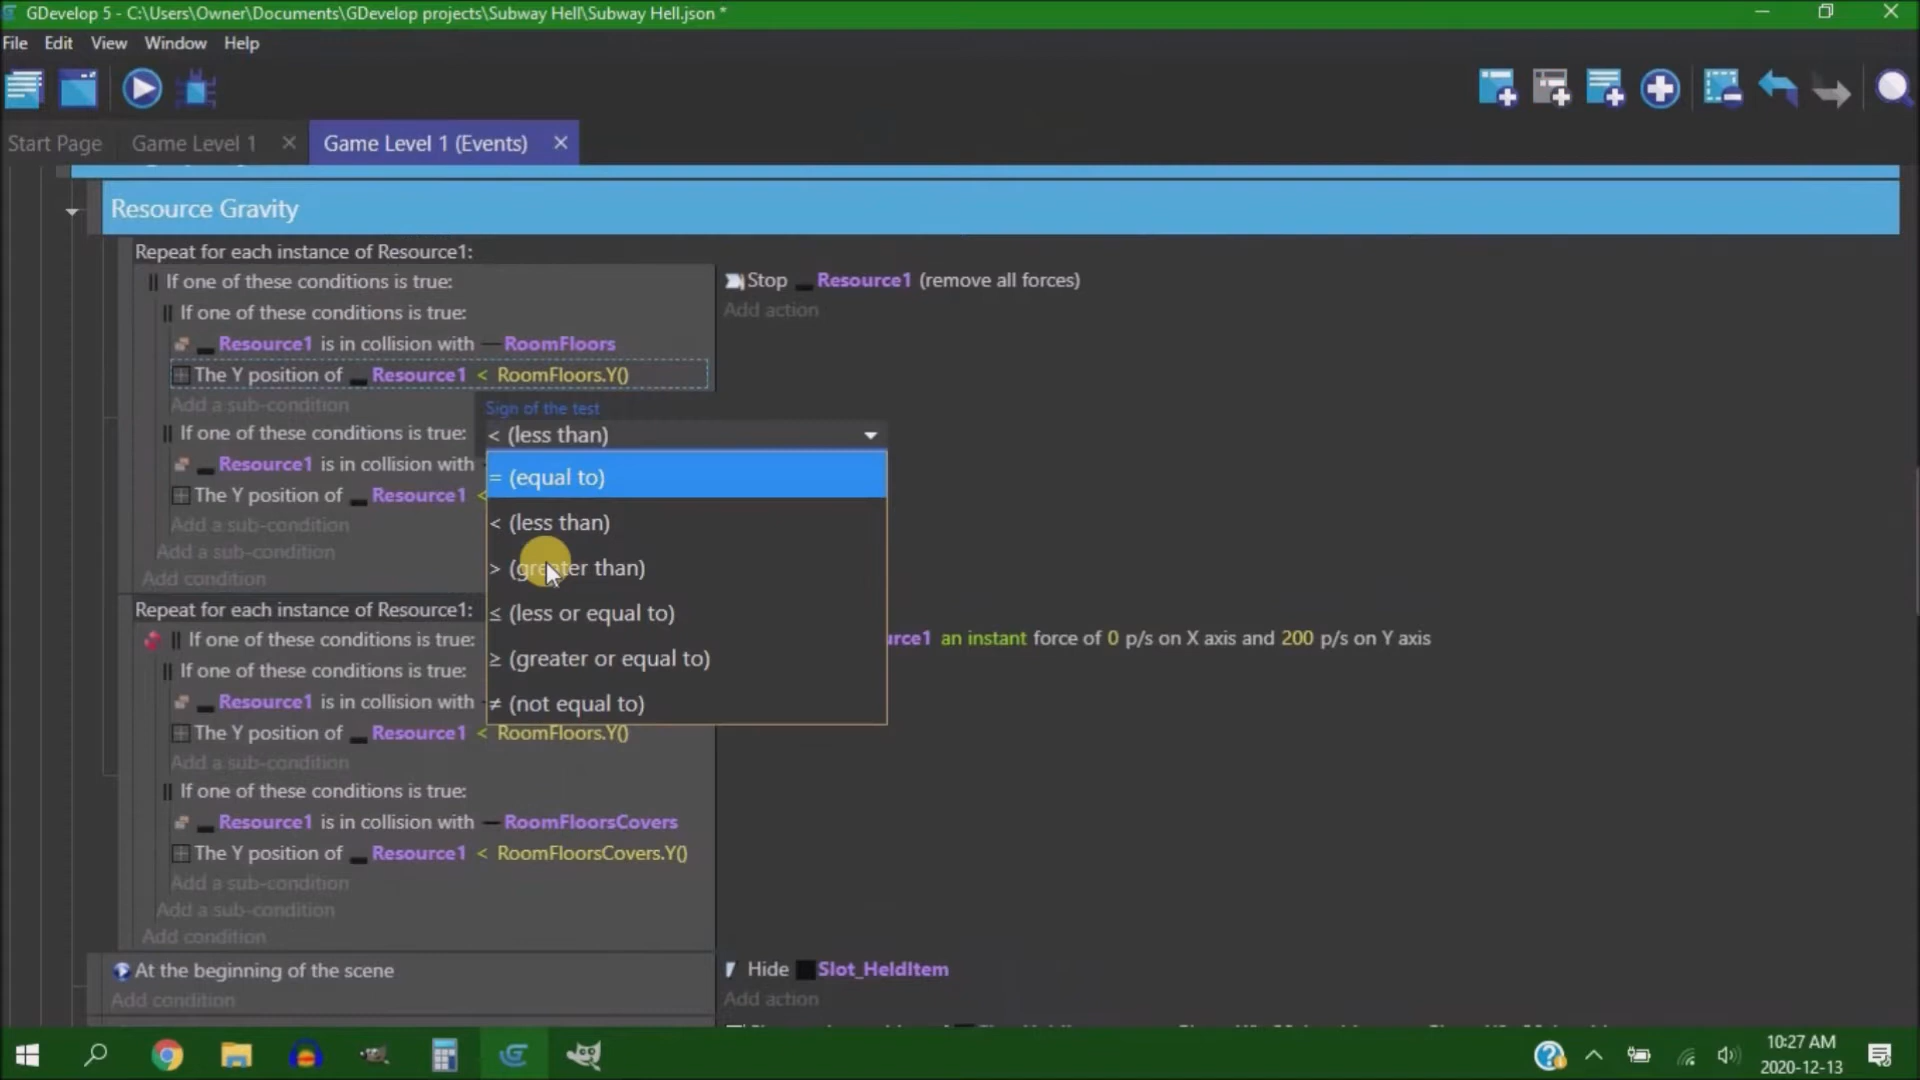 GDevelop 5 - C:\Users\Owner\Documents\GDevelop projects\Subway Hell\Subway Hell.json *
File Edit View Window Help
Start Page Game Level 1 Game Level 1 (Events)
Resource Gravity
Repeat for each instance of Resource1:
If one of these conditions is true:
Stop Resource1 (remove all forces)
Add action
If one of these conditions is true:
Resource1 is in collision with RoomFloors
The Y position of Resource1 < RoomFloors.Y()
Add a sub-condition
Sign of the test
If one of these conditions is true:
< (less than)
Resource1 is in collision with
= (equal to)
The Y position of Resource1 <
Add a sub-condition
< (less than)
Add a sub-condition
Add condition
> (greater than)
Repeat for each instance of Resource1:
≤ (less or equal to)
If one of these conditions is true:
urce1 an instant force of 0 p/s on X axis and 200 p/s on Y axis
If one of these conditions is true:
≥ (greater or equal to)
Resource1 is in collision with
≠ (not equal to)
The Y position of Resource1 < RoomFloors.Y()
Add a sub-condition
If one of these conditions is true:
Resource1 is in collision with RoomFloorsCovers
The Y position of Resource1 < RoomFloorsCovers.Y()
Add a sub-condition
Add a sub-condition
Add condition
At the beginning of the scene
Hide Slot_HeldItem
Add condition
Add action
10:27 AM
2020-12-13